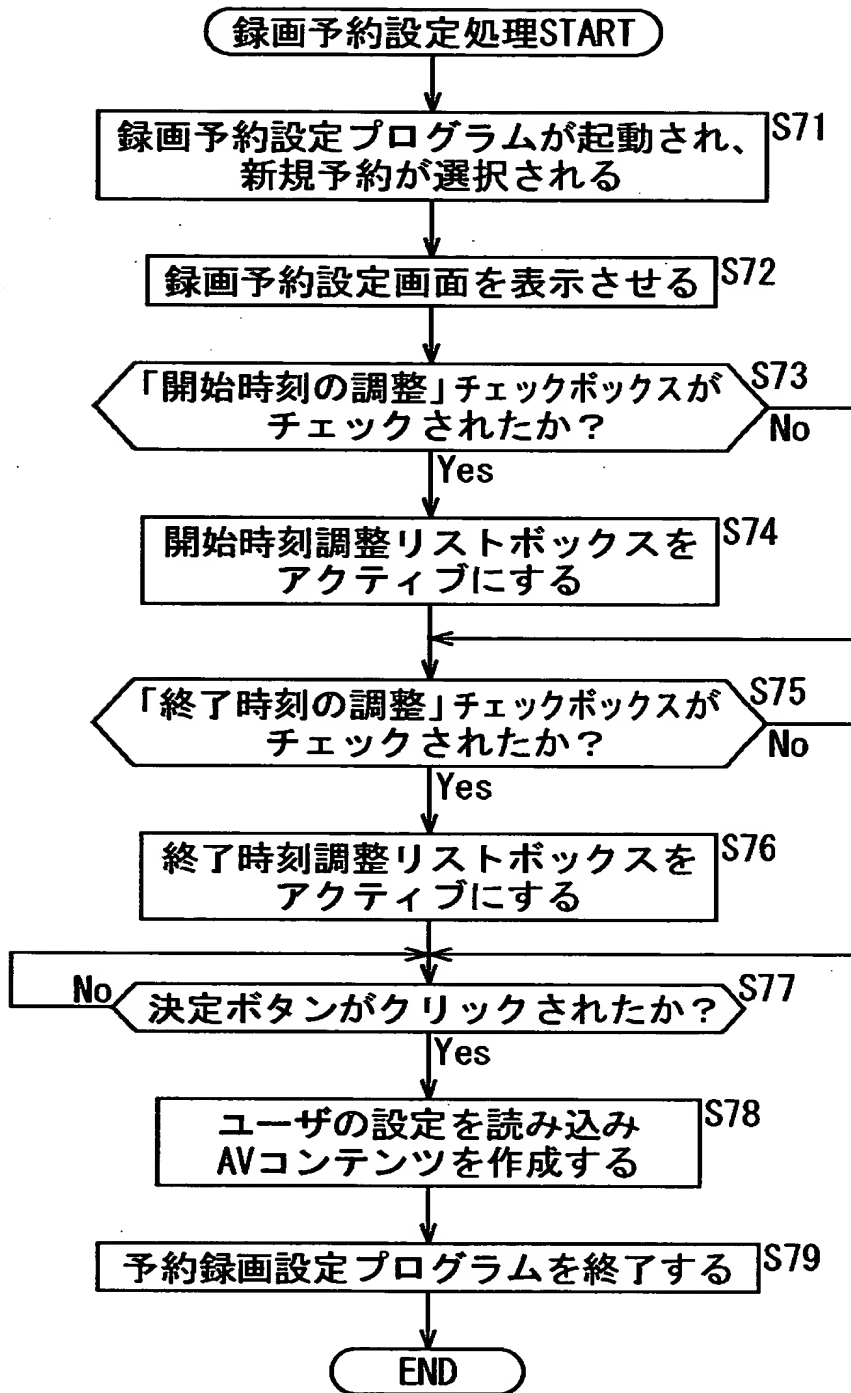 録画予約設定処理START
録画予約設定プログラムが起動され、
新規予約が選択される
S71
録画予約設定画面を表示させる
S72
「開始時刻の調整」チェックボックスが
チェックされたか?
S73
No
Yes
開始時刻調整リストボックスを
アクティブにする
S74
「終了時刻の調整」チェックボックスが
チェックされたか?
S75
No
Yes
終了時刻調整リストボックスを
アクティブにする
S76
No
決定ボタンがクリックされたか?
S77
Yes
ユーザの設定を読み込み
AVコンテンツを作成する
S78
予約録画設定プログラムを終了する
S79
END